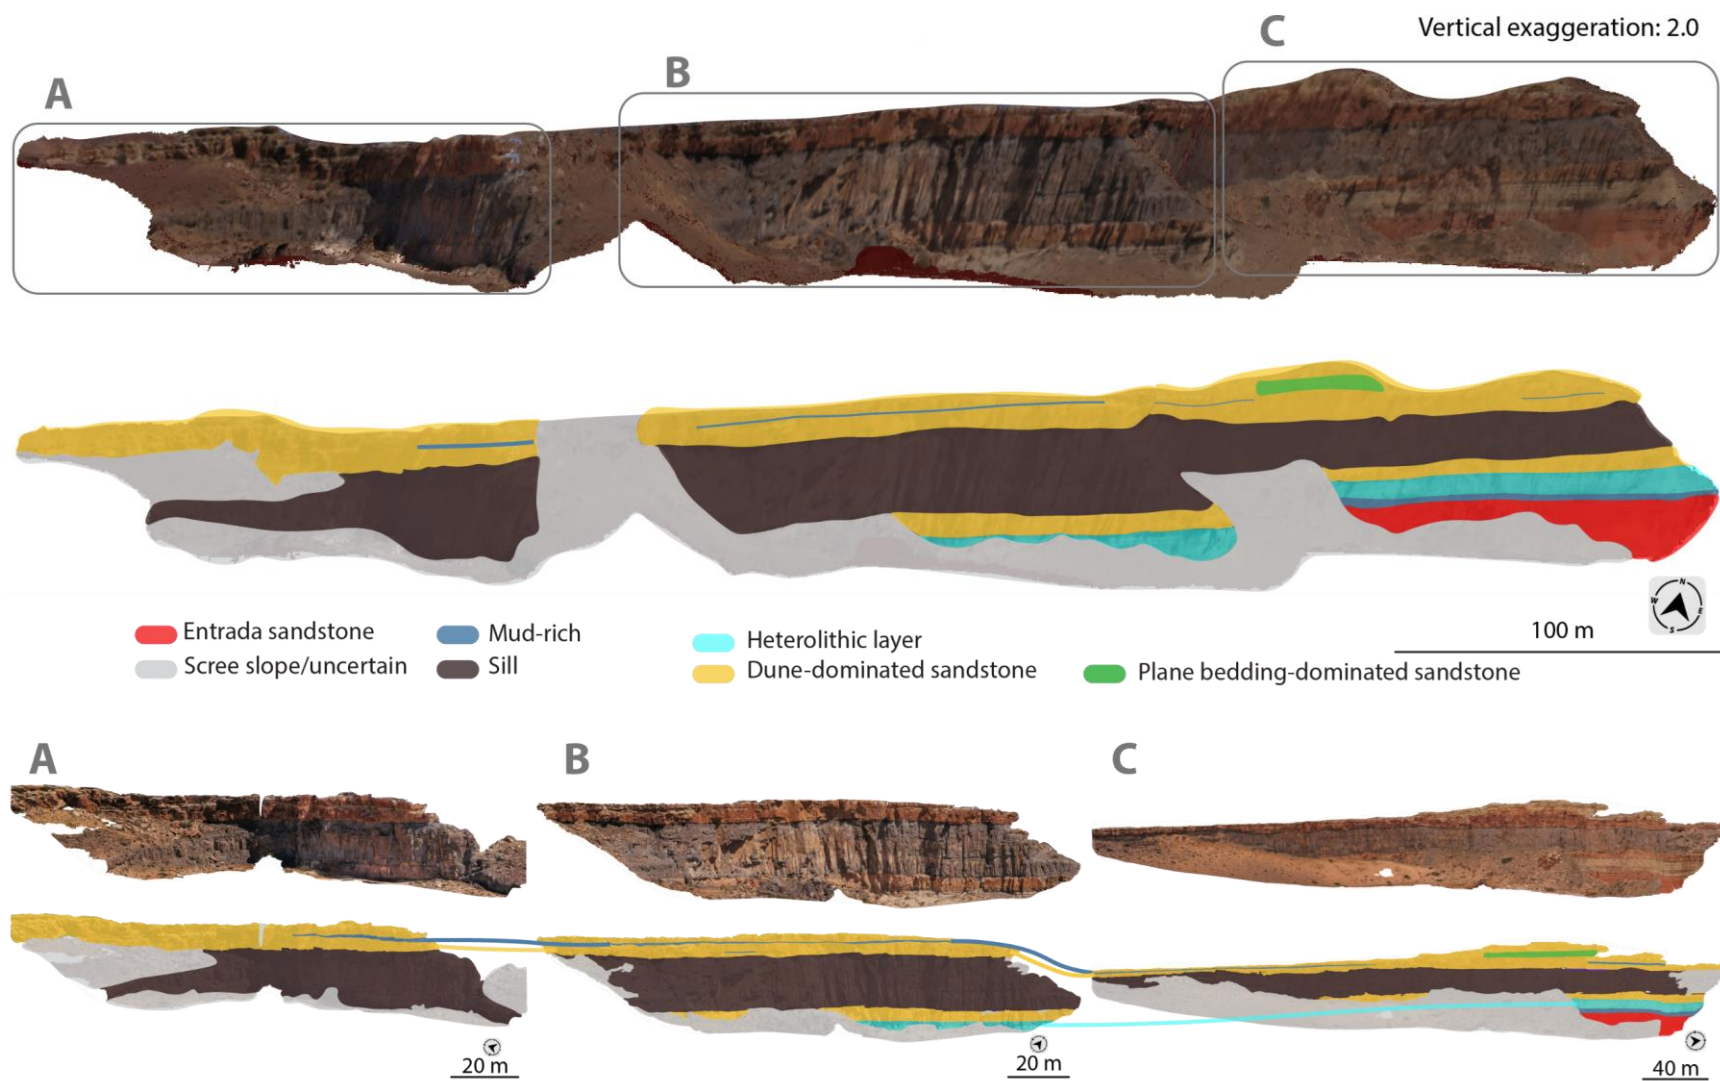 Vertical exaggeration: 2.0
A
B
C
N
W
E
S
100 m
Entrada sandstone
Mud-rich
Heterolithic layer
Scree slope/uncertain
Sill
Dune-dominated sandstone
Plane bedding-dominated sandstone
A
B
C
20 m
20 m
40 m